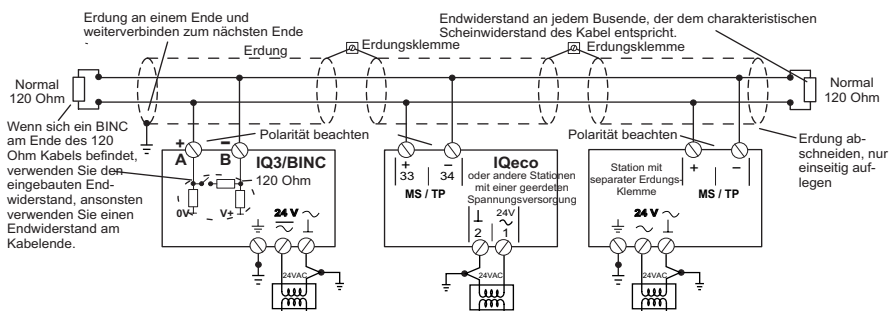 Erdung an einem Ende und
weiterverbinden zum nächsten Ende
Endwiderstand an jedem Busende, der dem charakteristischen
Scheinwiderstand des Kabel entspricht.
Erdung
Erdungsklemme
Erdungsklemme
Normal
120 Ohm
Normal
120 Ohm
Wenn sich ein BINC
am Ende des 120
Ohm Kabels befindet,
verwenden Sie den
eingebauten End-
widerstand, ansonsten
verwenden Sie einen
Endwiderstand am
Kabelende.
Polarität beachten
Polarität beachten
Erdung ab-
schneiden, nur
einseitig auf-
legen
+ −
A B
IQ3/BINC
120 Ohm
0V V±
24 V
24VAC
+ −
33 34
MS / TP
IQeco
oder andere Stationen
mit einer geerdeten
Spannungsversorgung
24V
2 1
24VAC
Station mit
separater Erdungs-
Klemme
+ −
MS / TP
24 V
24VAC